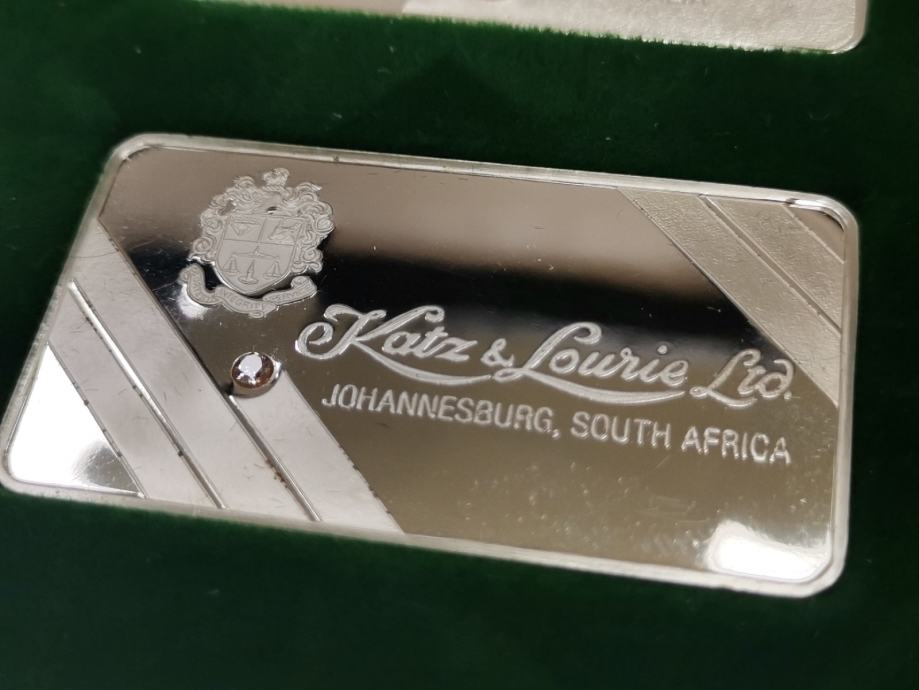 Katz & Lourie Ltd.
JOHANNESBURG, SOUTH AFRICA